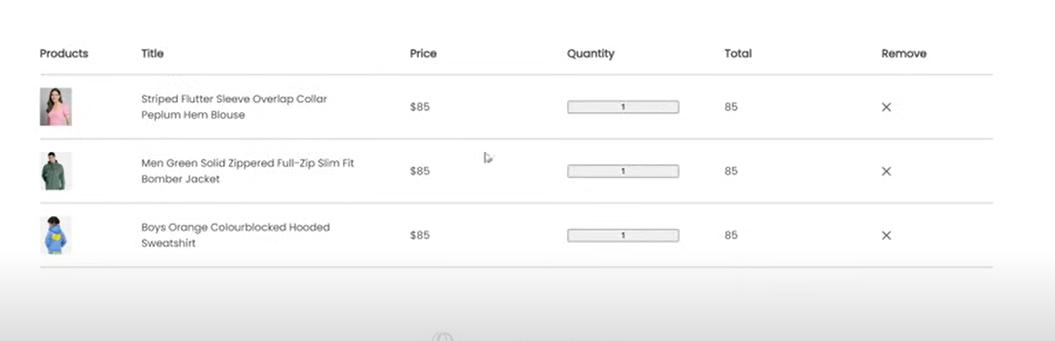 Products Title Price Quantity Total Remove
Striped Flutter Sleeve Overlap Collar
Peplum Hem Blouse
$85 1 85 ×
Men Green Solid Zippered Full-Zip Slim Fit
Bomber Jacket
$85 1 85 ×
Boys Orange Colourblocked Hooded
Sweatshirt
$85 1 85 ×